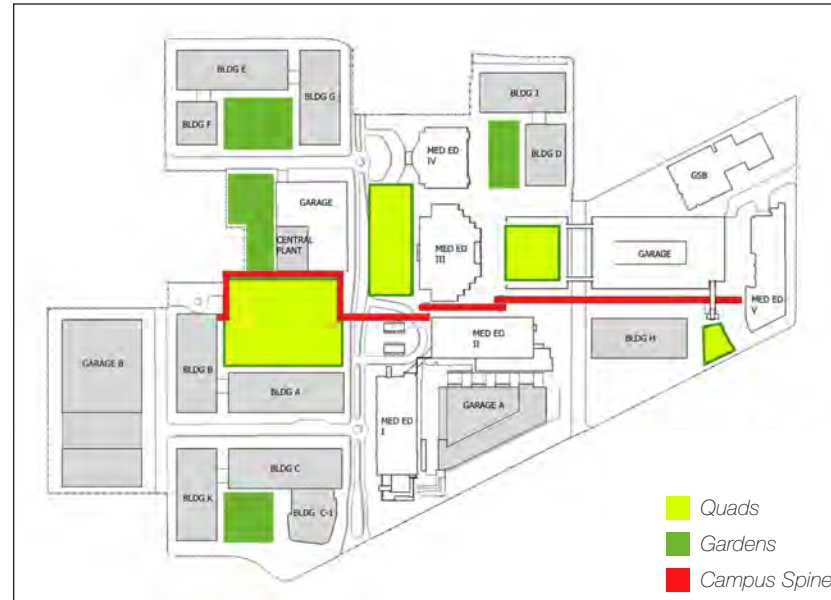 BLDG E
BLDG G
BLDG F
BLDG J
BLDG D
MED ED
IV
GSB
GARAGE
MED ED
III
CENTRAL
PLANT
GARAGE
MED ED
V
MED ED
II
BLDG H
GARAGE B
BLDG B
BLDG A
MED ED
I
GARAGE A
BLDG K
BLDG C
BLDG C-1
Quads
Gardens
Campus Spine